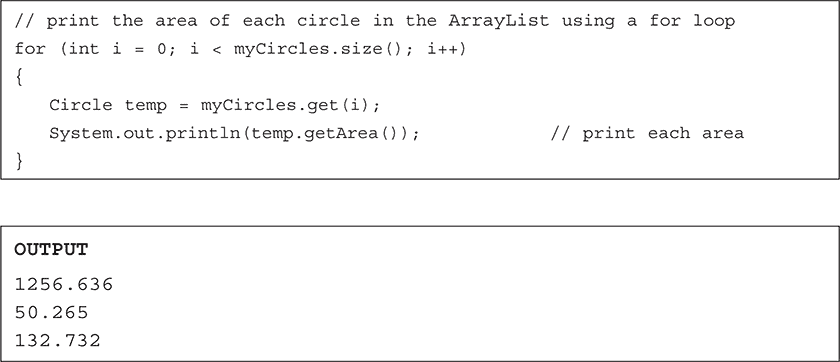 // print the area of each circle in the ArrayList using a for loop
for (int i = 0; i < myCircles.size(); i++)
{
Circle temp = myCircles.get(i);
System.out.println(temp.getArea()); // print each area
}
OUTPUT
1256.636
50.265
132.732